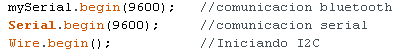 mySerial.begin(9600);   //comunicacion bluetooth
Serial.begin(9600);     //comunicacion serial
Wire.begin();           //Iniciando I2C